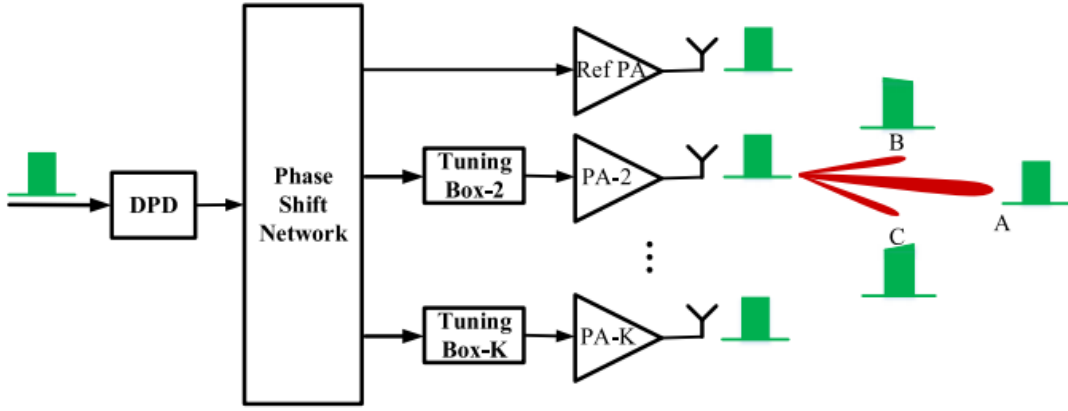 DPD
Phase
Shift
Network
Ref PA
Tuning
Box-2
PA-2
Tuning
Box-K
PA-K
B
A
C